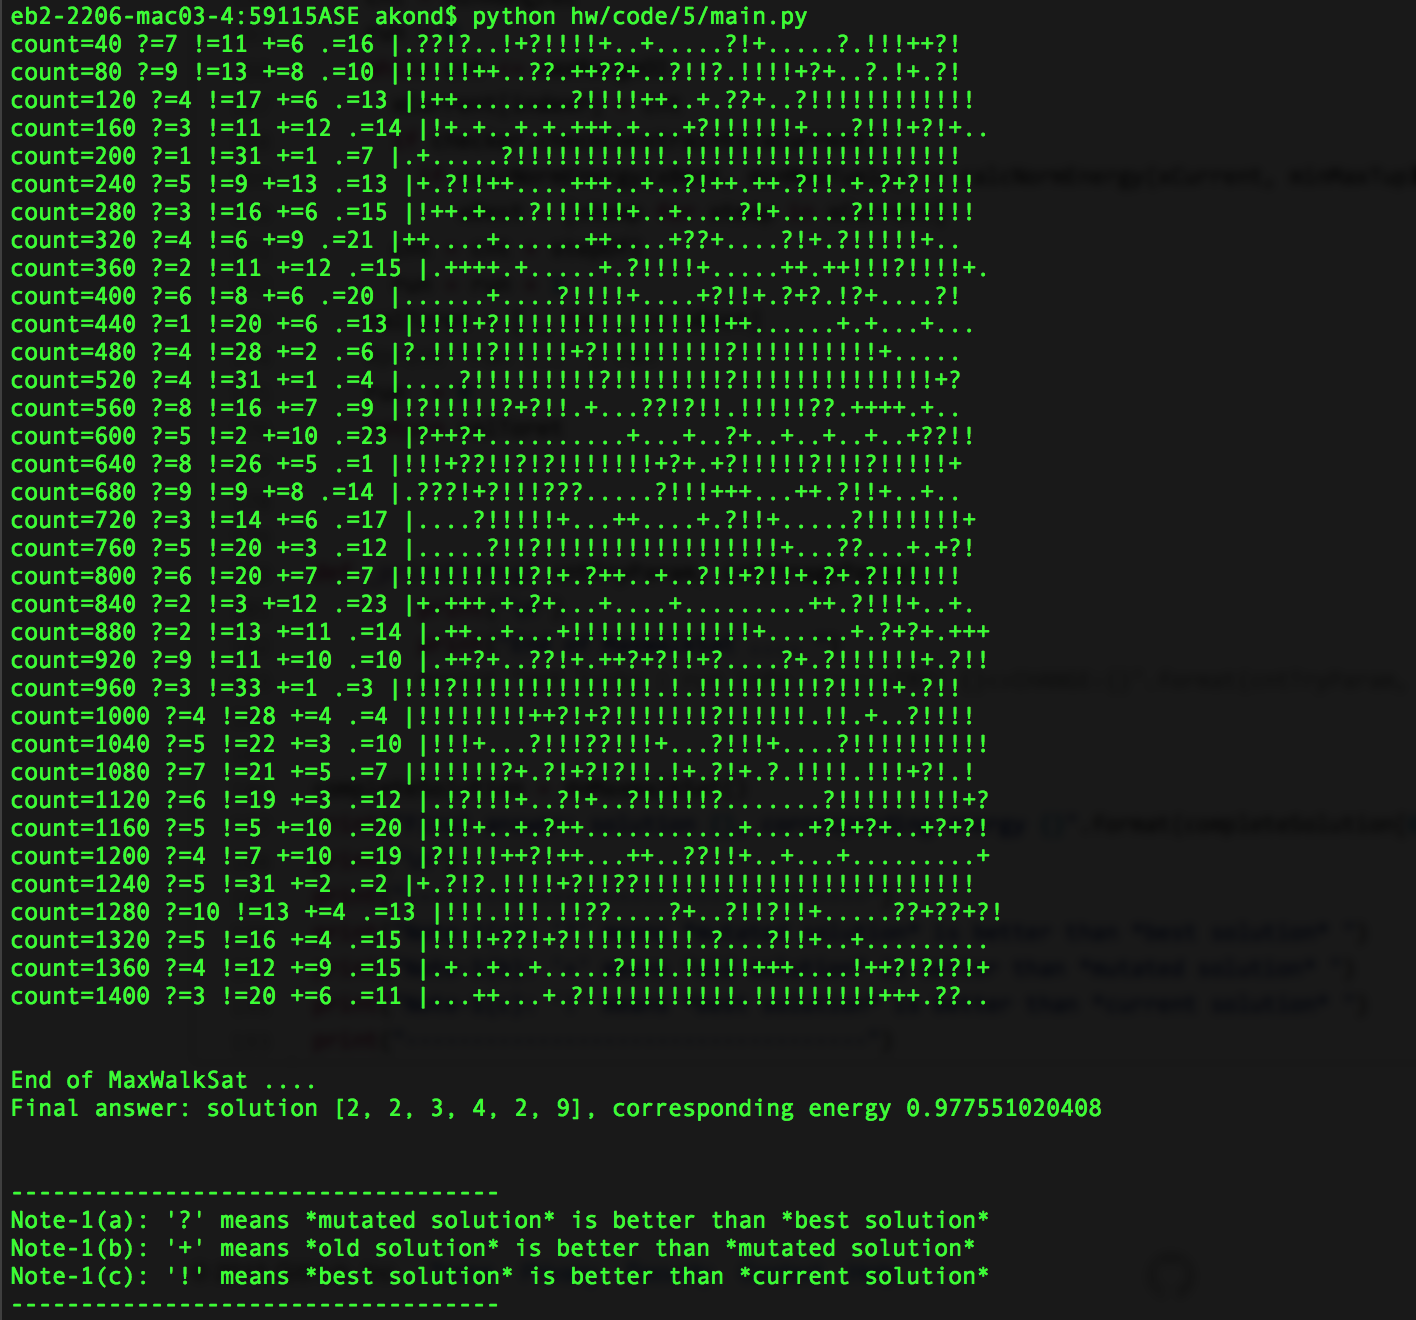 eb2-2206-mac03-4:59115ASE akond$ python hw/code/5/main.py
count=40 ?=7 !=11 +=6 .=16 |.??!?..!+?!!!!+..+.....?!+.....?.!!!++?!
count=80 ?=9 !=13 +=8 .=10 |!!!!!++..??.++??+..?!!?.!!!!+?+..?.!+.?!
count=120 ?=4 !=17 +=6 .=13 |!++........?!!!!++..+.??+..?!!!!!!!!!!!!
count=160 ?=3 !=11 +=12 .=14 |!+.+..+.+.+++.+...+?!!!!!!+...?!!!+?!+..
count=200 ?=1 !=31 +=1 .=7 |.+.....?!!!!!!!!!!!.!!!!!!!!!!!!!!!!!!!!
count=240 ?=5 !=9 +=13 .=13 |+.?!!++....+++..+..?!++.++.?!!.+.?+?!!!!
count=280 ?=3 !=16 +=6 .=15 |!++.+...?!!!!!!+..+....?!+.....?!!!!!!!!
count=320 ?=4 !=6 +=9 .=21 |++....+......++....+??+....?!+.?!!!!!+..
count=360 ?=2 !=11 +=12 .=15 |.++++.+.....+.?!!!!+.....++.++!!!?!!!!+.
count=400 ?=6 !=8 +=6 .=20 |......+....?!!!!+....+?!!+.?+?.!?+....?!
count=440 ?=1 !=20 +=6 .=13 |!!!!+?!!!!!!!!!!!!!!!!++......+.+...+...
count=480 ?=4 !=28 +=2 .=6 |?.!!!!?!!!!!+?!!!!!!!!!?!!!!!!!!!!+.....
count=520 ?=4 !=31 +=1 .=4 |....?!!!!!!!!!?!!!!!!!!?!!!!!!!!!!!!!!+?
count=560 ?=8 !=16 +=7 .=9 |!?!!!!!?+?!!.+...??!?!!.!!!!!??.++++.+..
count=600 ?=5 !=2 +=10 .=23 |?++?+..........+...+..?+..+..+..+..+??!!
count=640 ?=8 !=26 +=5 .=1 |!!!+??!!?!?!!!!!!!+?+.+?!!!!!?!!!?!!!!!+
count=680 ?=9 !=9 +=8 .=14 |.???!+?!!!???.....?!!!+++...++.?!!+..+..
count=720 ?=3 !=14 +=6 .=17 |....?!!!!!+...++....+.?!!+.....?!!!!!!!+
count=760 ?=5 !=20 +=3 .=12 |.....?!!?!!!!!!!!!!!!!!!!!+...??...+.+?!
count=800 ?=6 !=20 +=7 .=7 |!!!!!!!!!?!+.?++..+..?!!+?!!+.?+.?!!!!!!
count=840 ?=2 !=3 +=12 .=23 |+.+++.+.?+...+....+.........++.?!!!+..+.
count=880 ?=2 !=13 +=11 .=14 |.++..+...+!!!!!!!!!!!!!+......+.?+?+.+++
count=920 ?=9 !=11 +=10 .=10 |.++?+..??!+.++?+?!!+?....?+.?!!!!!!+.?!!
count=960 ?=3 !=33 +=1 .=3 |!!!?!!!!!!!!!!!!!!!.!.!!!!!!!!!?!!!!+.?!!
count=1000 ?=4 !=28 +=4 .=4 |!!!!!!!!++?!+?!!!!!!!?!!!!!!.!!.+..?!!!!
count=1040 ?=5 !=22 +=3 .=10 |!!!+...?!!!??!!!+...?!!!+....?!!!!!!!!!!
count=1080 ?=7 !=21 +=5 .=7 |!!!!!!?+.?!+?!?!!.!+.?!+.?.!!!!.!!!+?!.!
count=1120 ?=6 !=19 +=3 .=12 |.!?!!!+..?!+..?!!!!!?.......?!!!!!!!!!+?
count=1160 ?=5 !=5 +=10 .=20 |!!!+..+.?++...........+....+?!+?+..+?+?!
count=1200 ?=4 !=7 +=10 .=19 |?!!!!++?!++...++..??!!+..+...+.........+
count=1240 ?=5 !=31 +=2 .=2 |+.?!?.!!!!+?!!??!!!!!!!!!!!!!!!!!!!!!!!!
count=1280 ?=10 !=13 +=4 .=13 |!!!.!!!.!!??....?+..?!!?!!+.....??+??+?!
count=1320 ?=5 !=16 +=4 .=15 |!!!!+??!+?!!!!!!!!!!.?...?!!+..+.........
count=1360 ?=4 !=12 +=9 .=15 |.+..+..+.....?!!!.!!!!!+++....!++?!?!?!+
count=1400 ?=3 !=20 +=6 .=11 |...++...+.?!!!!!!!!!!!.!!!!!!!!!+++.??..
End of MaxWalkSat ....
Final answer: solution [2, 2, 3, 4, 2, 9], corresponding energy 0.977551020408
-----------------------------------
Note-1(a): '?' means *mutated solution* is better than *best solution*
Note-1(b): '+' means *old solution* is better than *mutated solution*
Note-1(c): '!' means *best solution* is better than *current solution*
-----------------------------------